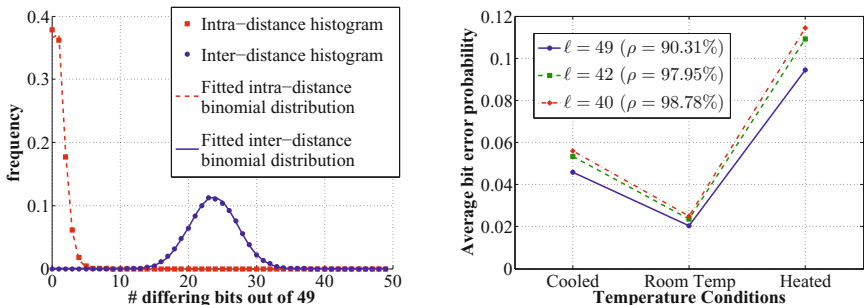 0.4
0.3
0.2
0.1
0
frequency
0 10 20 30 40 50
# differing bits out of 49
Intra−distance histogram
Inter−distance histogram
Fitted intra−distance
binomial distribution
Fitted inter−distance
binomial distribution
0.12
0.1
0.08
0.06
0.04
0.02
0
Average bit error probability
ℓ = 49 (ρ = 90.31%)
ℓ = 42 (ρ = 97.95%)
ℓ = 40 (ρ = 98.78%)
Cooled Room Temp Heated
Temperature Conditions